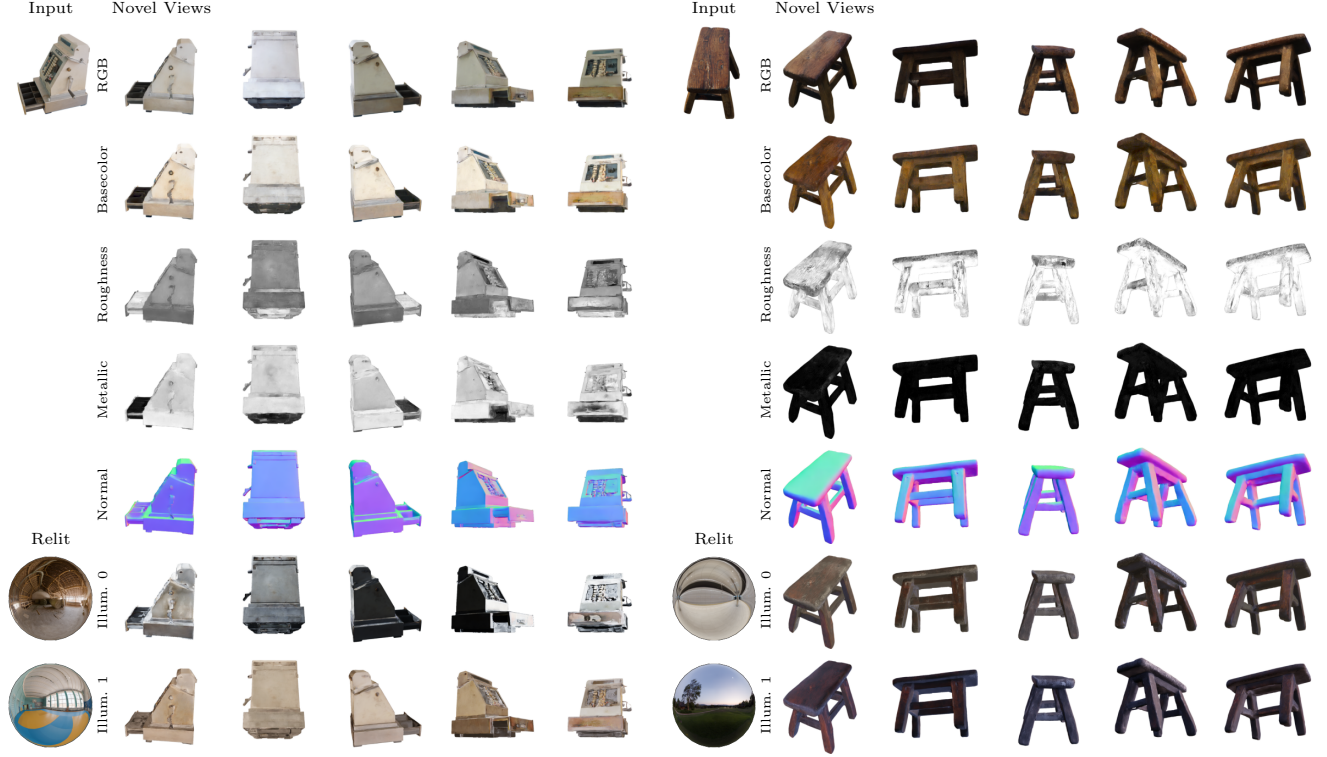 Input Novel Views
RGB
Basecolor
Roughness
Metallic
Normal
Relit
Illum. 0
Illum. 1
Input Novel Views
RGB
Basecolor
Roughness
Metallic
Normal
Relit
Illum. 0
Illum. 1